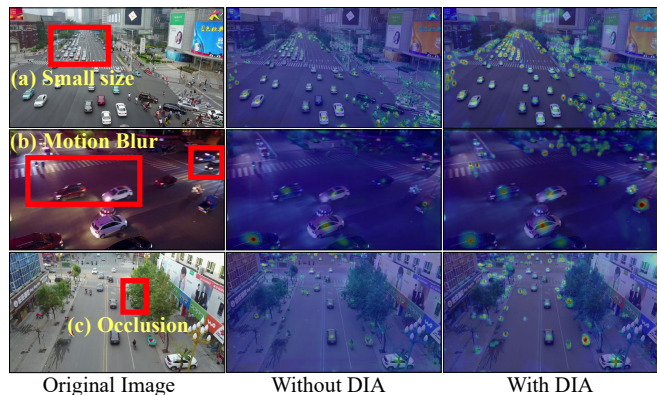 (a) Small size
(b) Motion Blur
(c) Occlusion
Original Image Without DIA With DIA